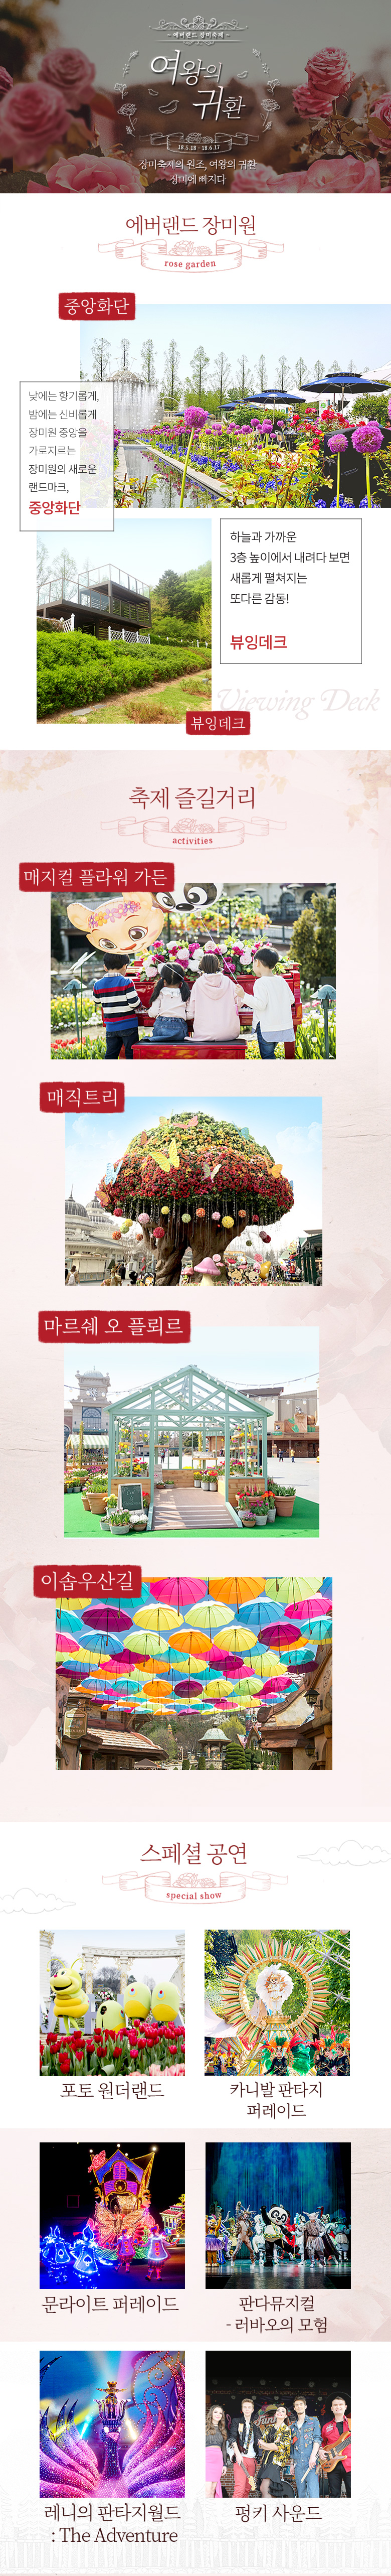 - 에버랜드 장미축제 -
여왕의
귀환
18.5.18 - 18.6.17
장미축제의 원조, 여왕의 귀환
장미에 빠지다
에버랜드 장미원
rose garden
중앙화단
낮에는 향기롭게,
밤에는 신비롭게
장미원 중앙을
가로지르는
장미원의 새로운
랜드마크,
중앙화단
하늘과 가까운
3층 높이에서 내려다 보면
새롭게 펼쳐지는
또다른 감동!
뷰잉데크
Viewing Deck
뷰잉데크
축제 즐길거리
activities
매지컬 플라워 가든
매직트리
마르쉐 오 플뢰르
이솝우산길
스페셜 공연
special show
포토 원더랜드
카니발 판타지
퍼레이드
문라이트 퍼레이드
판다뮤지컬
- 러바오의 모험
레니의 판타지월드
: The Adventure
펑키 사운드